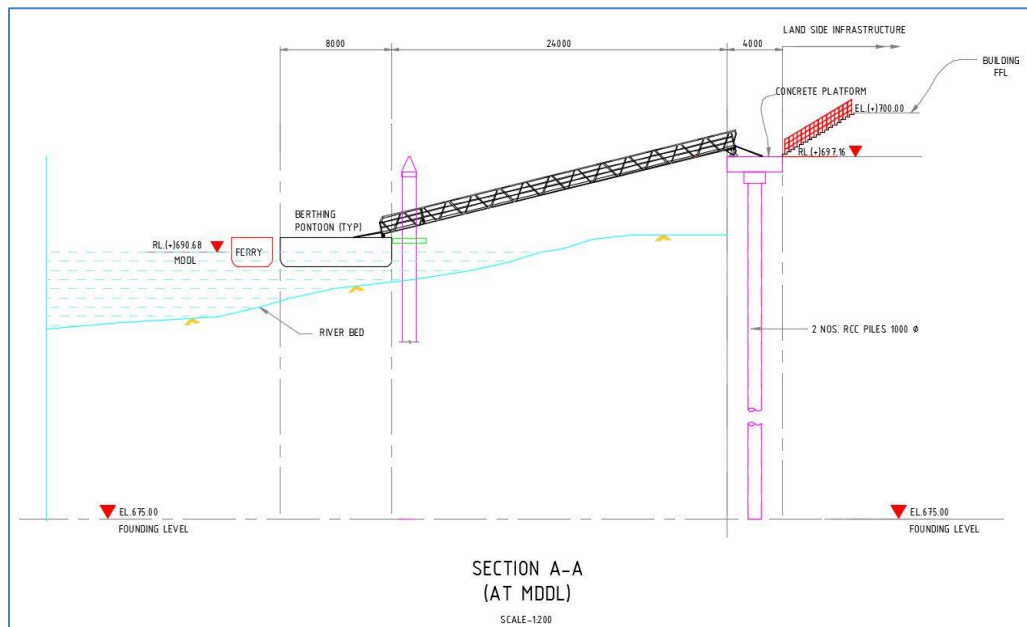 LAND SIDE INFRASTRUCTURE
8000
24000
4000
BUILDING
FFL
CONCRETE PLATFORM
EL.(+)700.00
RL.(+)697.16
BERTHING
PONTOON (TYP)
RL.(+)690.68
MDDL
FERRY
RIVER BED
2 NOS. RCC PILES 1000 Ø
EL.675.00
FOUNDING LEVEL
EL.675.00
FOUNDING LEVEL
SECTION A-A
(AT MDDL)
SCALE-1:200